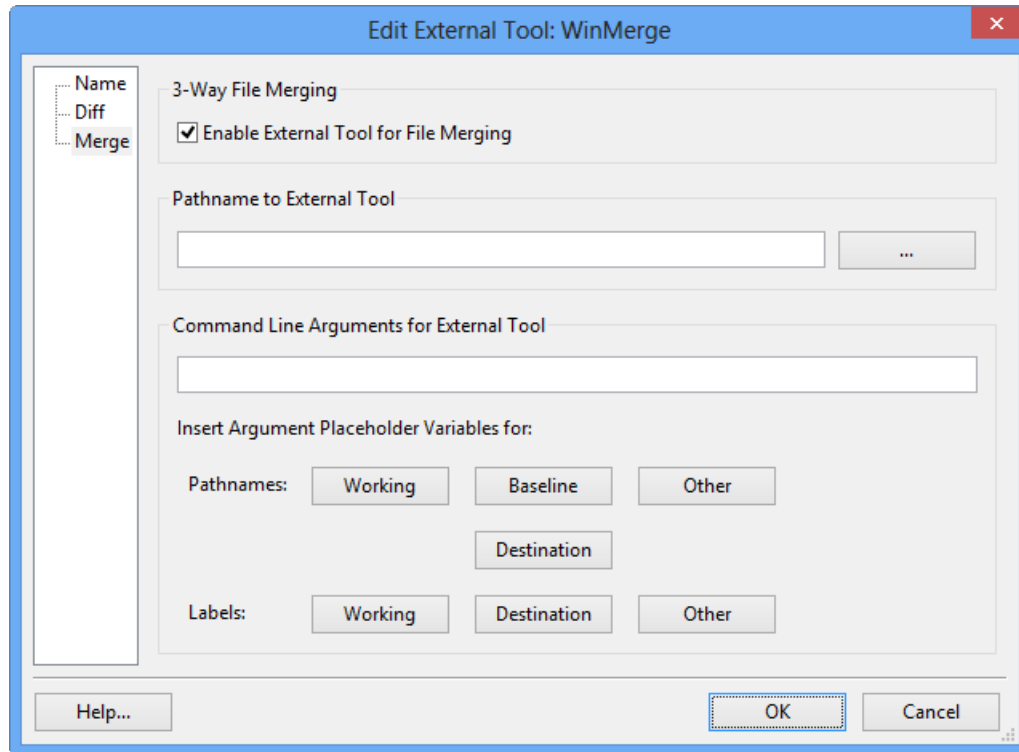 Edit External Tool: WinMerge
Name
Diff
Merge
3-Way File Merging
Enable External Tool for File Merging
Pathname to External Tool
...
Command Line Arguments for External Tool
Insert Argument Placeholder Variables for:
Pathnames: Working Baseline Other
Destination
Labels: Working Destination Other
Help... OK Cancel